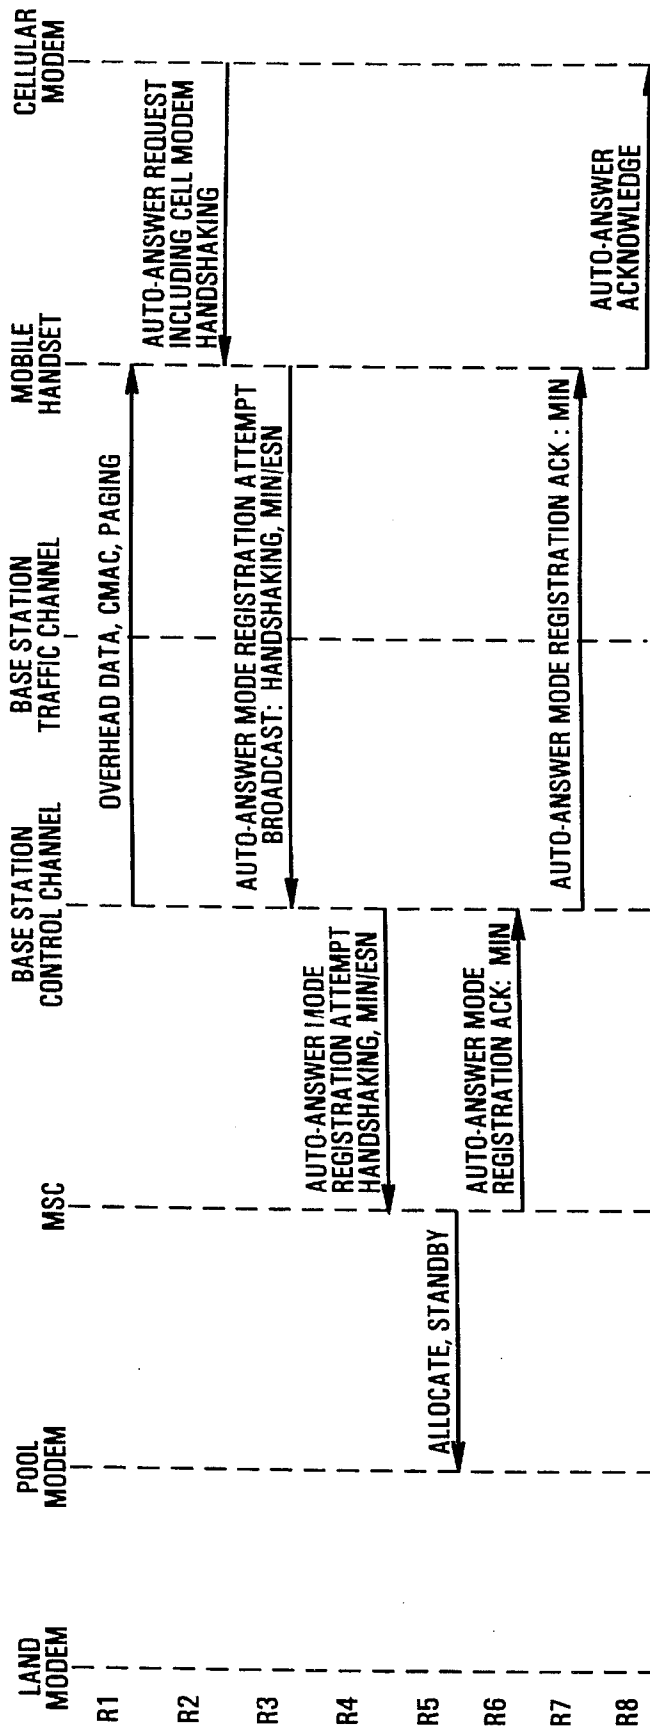 LAND
MODEM
POOL
MODEM
MSC
BASE STATION
CONTROL CHANNEL
BASE STATION
TRAFFIC CHANNEL
MOBILE
HANDSET
CELLULAR
MODEM
R1
OVERHEAD DATA, CMAC, PAGING
R2
AUTO-ANSWER REQUEST
INCLUDING CELL MODEM
HANDSHAKING
R3
AUTO-ANSWER MODE REGISTRATION ATTEMPT
BROADCAST: HANDSHAKING, MIN/ESN
R4
AUTO-ANSWER MODE
REGISTRATION ATTEMPT
HANDSHAKING, MIN/ESN
R5
ALLOCATE, STANDBY
R6
AUTO-ANSWER MODE
REGISTRATION ACK: MIN
R7
AUTO-ANSWER MODE REGISTRATION ACK : MIN
R8
AUTO-ANSWER
ACKNOWLEDGE